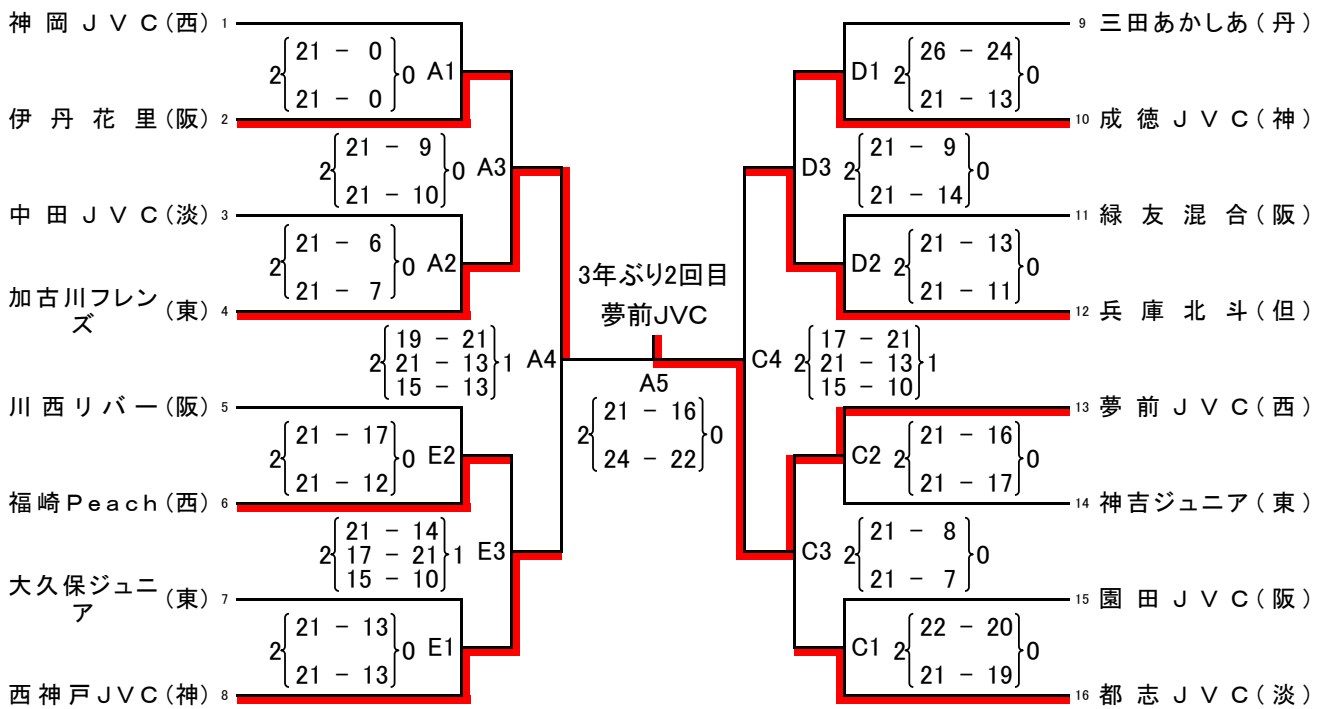 神岡JVC(西) 1
2 21 - 0 0 A1
21 - 0
伊丹花里(阪) 2
2 21 - 9 0 A3
21 - 10
中田JVC(淡) 3
2 21 - 6 0 A2
21 - 7
加古川フレン
ズ
(東) 4
2 19 - 21 1 A4
21 - 13
15 - 13
川西リバー(阪) 5
2 21 - 17 0 E2
21 - 12
福崎Peach(西) 6
2 21 - 14 1 E3
17 - 21
15 - 10
大久保ジュニ
ア
(東) 7
2 21 - 13 0 E1
21 - 13
西神戸JVC(神) 8
3年ぶり2回目
夢前JVC
A5
2 21 - 16 0
24 - 22
9 三田あかしあ(丹)
D1 2 26 - 24 0
21 - 13
10 成徳JVC(神)
D3 2 21 - 9 0
21 - 14
11 緑友混合(阪)
D2 2 21 - 13 0
21 - 11
12 兵庫北斗(但)
C4 2 17 - 21 1
21 - 13
15 - 10
13 夢前JVC(西)
C2 2 21 - 16 0
21 - 17
14 神吉ジュニア(東)
C3 2 21 - 8 0
21 - 7
15 園田JVC(阪)
C1 2 22 - 20 0
21 - 19
16 都志JVC(淡)